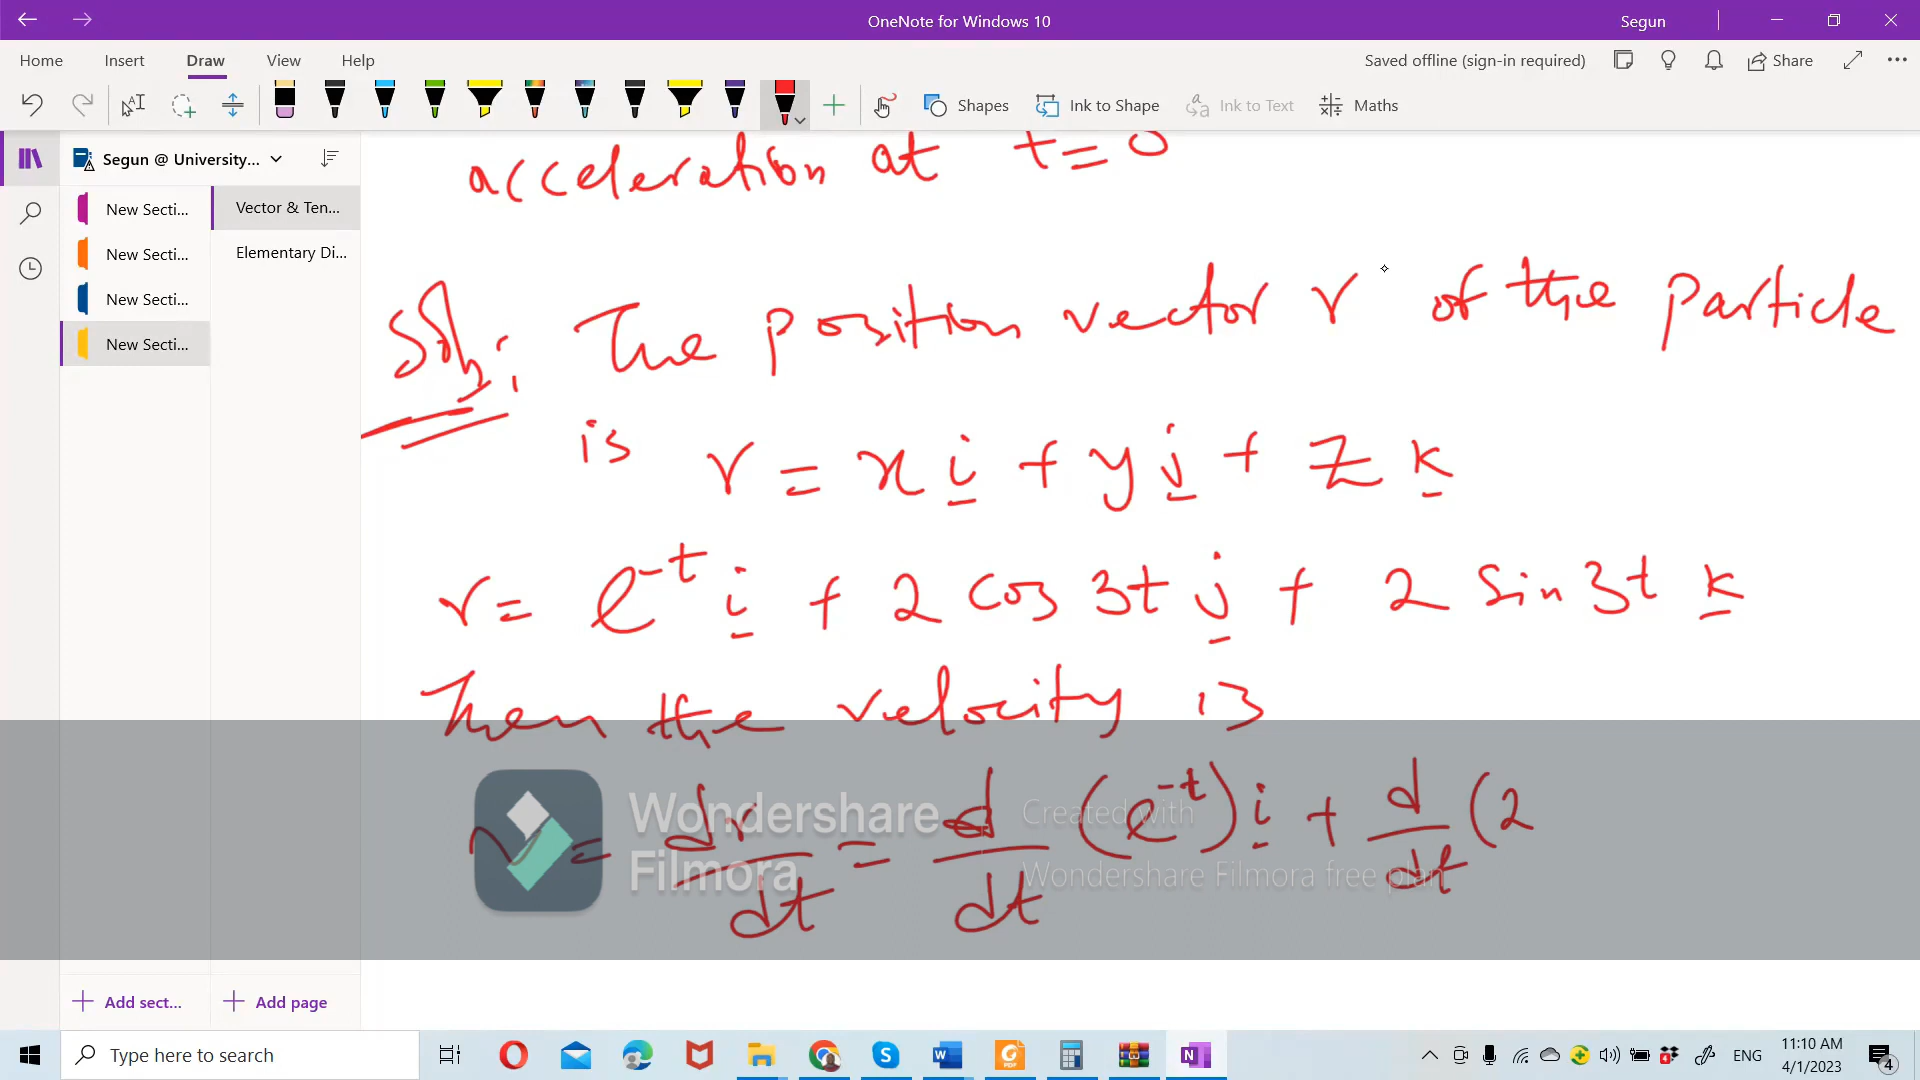 OneNote for Windows 10
Segun
Home Insert Draw View Help
Saved offline (sign-in required)
Share
Shapes Ink to Shape Ink to Text Maths
Segun @ University...
New Secti...
New Secti...
New Secti...
New Secti...
Vector & Ten...
Elementary Di...
acceleration at t = 0
Soln: The position vector r of the particle
is r = x i + y j + z k
r = e^-t i + 2 cos 3t j + 2 sin 3t k
Then the velocity is
v = dr/dt = d/dt (e^-t) i + d/dt (2
Wondershare
Filmora
Created with
Wondershare Filmora free plan
Add sect...
Add page
Type here to search
ENG
11:10 AM
4/1/2023
4